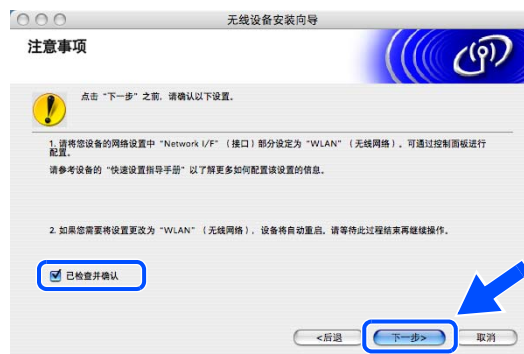 无线设备安装向导
注意事项
点击“下一步”之前，请确认以下设置。
1. 请将您设备的网络设置中“Network I/F”（接口）部分设定为“WLAN”（无线网络）, 可通过控制面板进行
配置。
请参考设备的“快速设置指导手册”以了解更多如何配置该设置的信息。
2. 如果您需要将设置更改为“WLAN”（无线网络）, 设备将自动重启。请等待此过程结束再继续操作。
已检查并确认
<后退
下一步>
取消